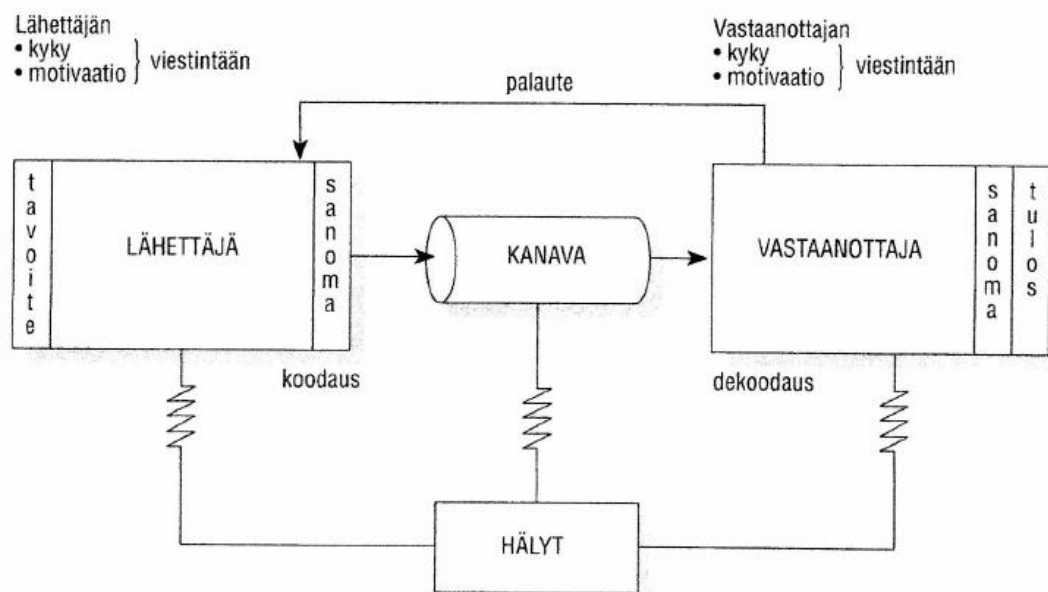 Lähettäjän
• kyky
• motivaatio } viestintään
Vastaanottajan
• kyky
• motivaatio } viestintään
palaute
tavoite
LÄHETTÄJÄ
sanoma
KANAVA
VASTAANOTTAJA
sanoma
tulos
koodaus
dekoodaus
HÄLYT